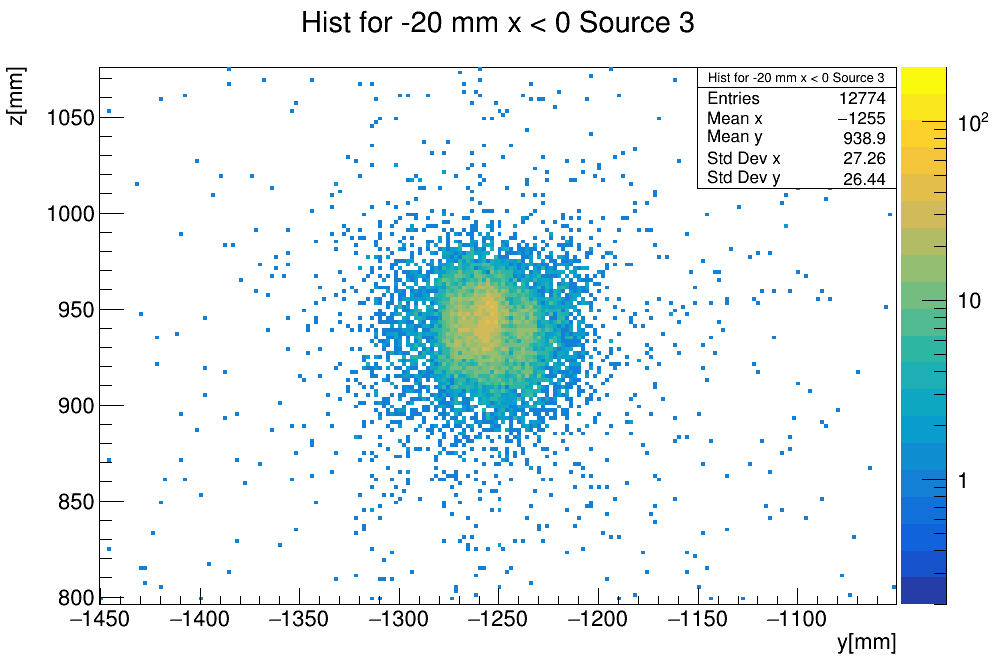 Hist for -20 mm x < 0 Source 3
z[mm]
Hist for -20 mm x < 0 Source 3
Entries 12774
Mean x −1255
Mean y 938.9
Std Dev x 27.26
Std Dev y 26.44
1050
1000
950
900
850
800
−1450 −1400 −1350 −1300 −1250 −1200 −1150 −1100
y[mm]
10²
10
1